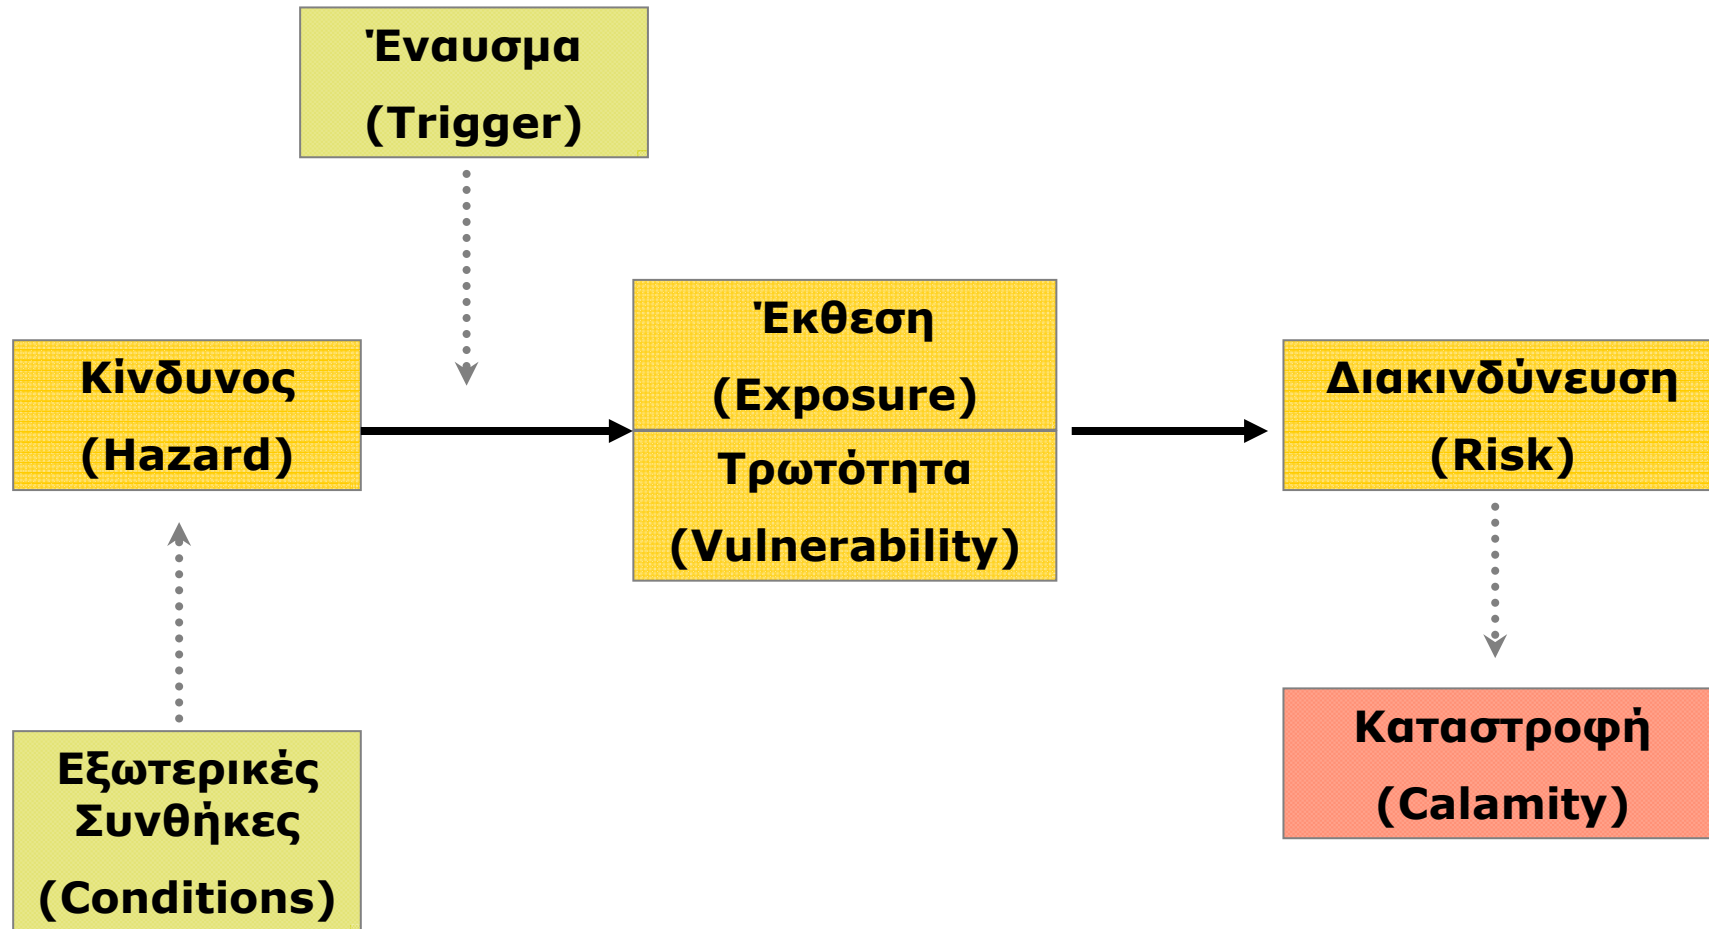 Έναυσμα
(Trigger)
Κίνδυνος
(Hazard)
Έκθεση
(Exposure)
Τρωτότητα
(Vulnerability)
Διακινδύνευση
(Risk)
Εξωτερικές
Συνθήκες
(Conditions)
Καταστροφή
(Calamity)